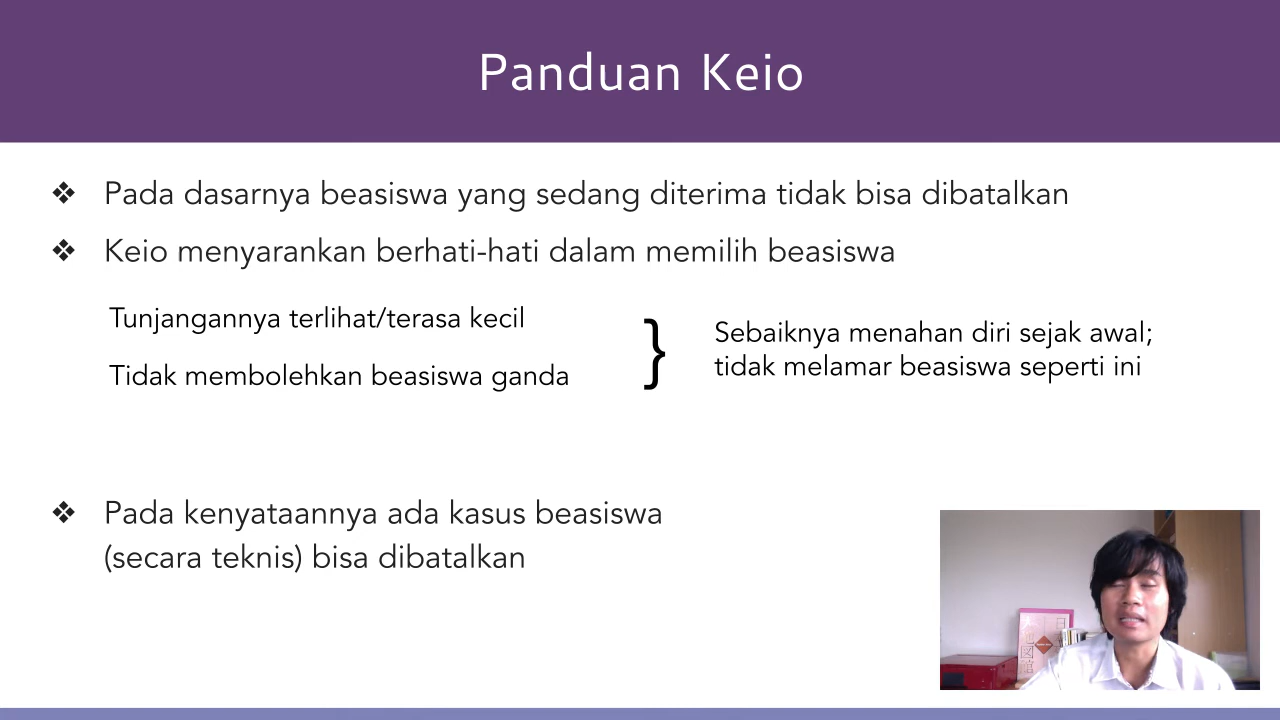 Panduan Keio
❖ Pada dasarnya beasiswa yang sedang diterima tidak bisa dibatalkan
❖ Keio menyarankan berhati-hati dalam memilih beasiswa
Tunjangannya terlihat/terasa kecil
Tidak membolehkan beasiswa ganda
}
Sebaiknya menahan diri sejak awal;
tidak melamar beasiswa seperti ini
❖ Pada kenyataannya ada kasus beasiswa
(secara teknis) bisa dibatalkan